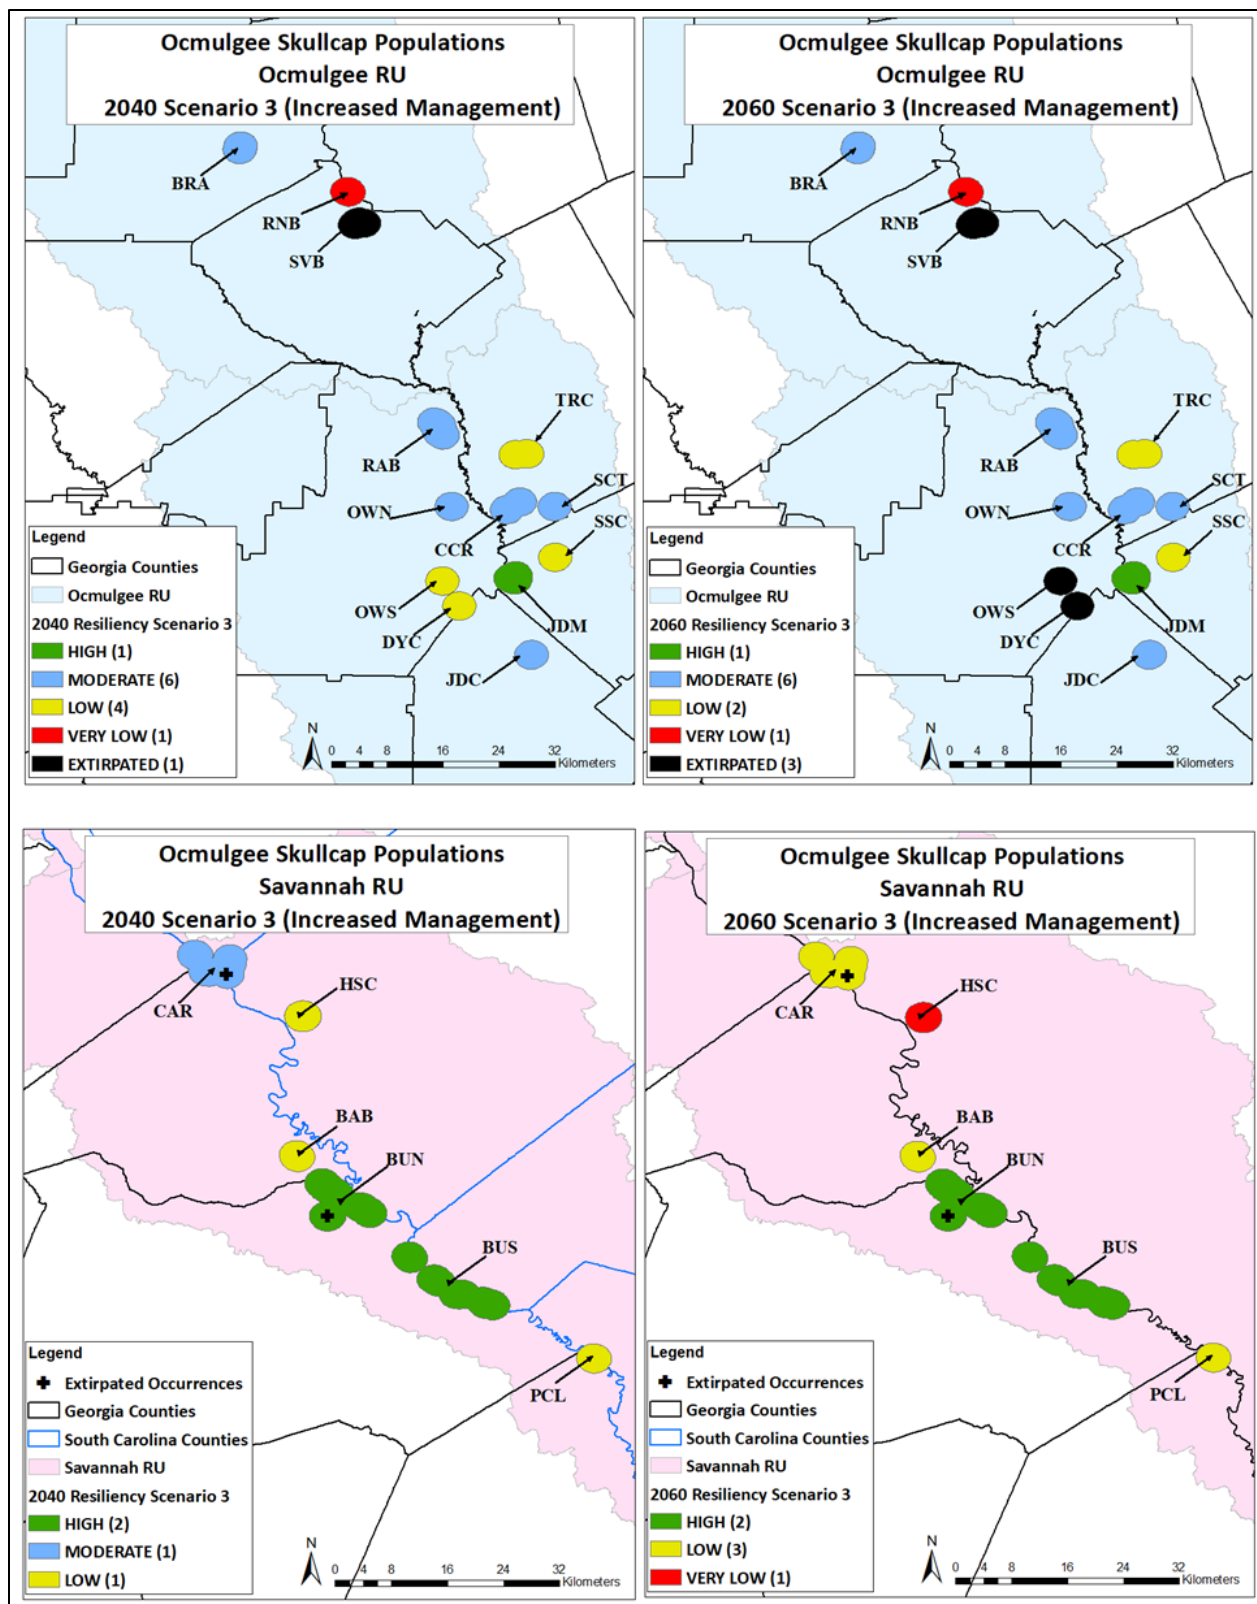 Ocmulgee Skullcap Populations
Ocmulgee RU
2040 Scenario 3 (Increased Management)
BRA
RNB
SVB
TRC
RAB
SCT
OWN
SSC
CCR
OWS
DYC
JDM
JDC
Legend
Georgia Counties
Ocmulgee RU
2040 Resiliency Scenario 3
HIGH (1)
MODERATE (6)
LOW (4)
VERY LOW (1)
EXTIRPATED (1)
N
0 4 8 16 24 32
Kilometers
Ocmulgee Skullcap Populations
Ocmulgee RU
2060 Scenario 3 (Increased Management)
BRA
RNB
SVB
TRC
RAB
SCT
OWN
SSC
CCR
OWS
DYC
JDM
JDC
Legend
Georgia Counties
Ocmulgee RU
2060 Resiliency Scenario 3
HIGH (1)
MODERATE (6)
LOW (2)
VERY LOW (1)
EXTIRPATED (3)
N
0 4 8 16 24 32
Kilometers
Ocmulgee Skullcap Populations
Savannah RU
2040 Scenario 3 (Increased Management)
CAR
HSC
BAB
BUN
BUS
PCL
Legend
Extirpated Occurrences
Georgia Counties
South Carolina Counties
Savannah RU
2040 Resiliency Scenario 3
HIGH (2)
MODERATE (1)
LOW (1)
N
0 4 8 16 24 32
Kilometers
Ocmulgee Skullcap Populations
Savannah RU
2060 Scenario 3 (Increased Management)
CAR
HSC
BAB
BUN
BUS
PCL
Legend
Extirpated Occurrences
Georgia Counties
South Carolina Counties
Savannah RU
2060 Resiliency Scenario 3
HIGH (2)
LOW (3)
VERY LOW (1)
N
0 4 8 16 24 32
Kilometers